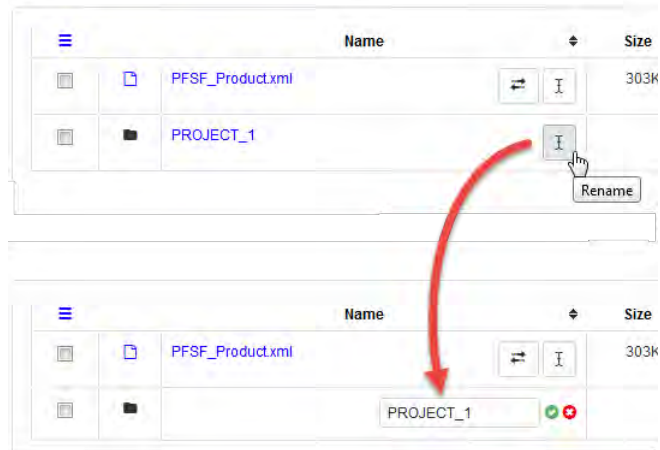 Name Size
PFSF_Product.xml 303K
PROJECT_1
Rename
Name Size
PFSF_Product.xml 303K
PROJECT_1